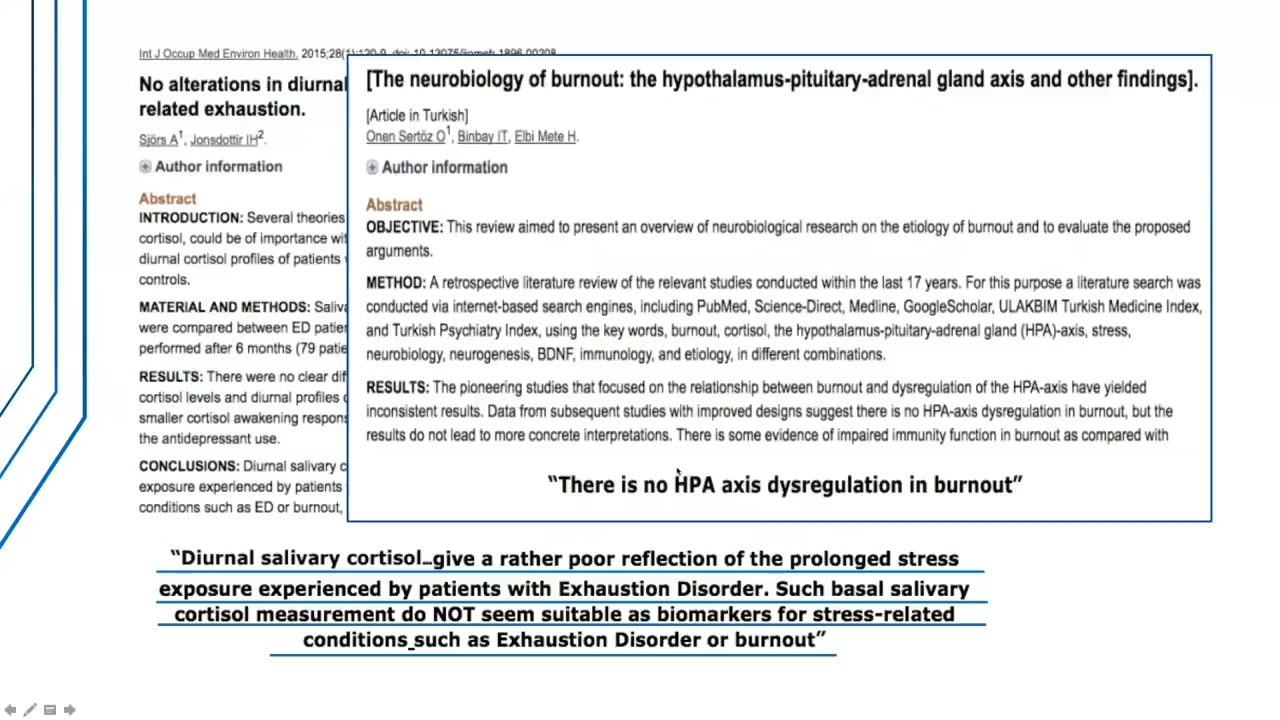 Int J Occup Med Environ Health. 2015;28(1):120-9. doi: 10.13075/ijomeh.1896.00208
No alterations in diurnal
related exhaustion.
Sjörs A1, Jonsdottir IH2.
Author information
Abstract
INTRODUCTION: Several theories
cortisol, could be of importance wit
diurnal cortisol profiles of patients
controls.
MATERIAL AND METHODS: Saliva
were compared between ED patier
performed after 6 months (79 patie
RESULTS: There were no clear dif
cortisol levels and diurnal profiles
smaller cortisol awakening respons
the antidepressant use.
CONCLUSIONS: Diurnal salivary c
exposure experienced by patients
conditions such as ED or burnout,
[The neurobiology of burnout: the hypothalamus-pituitary-adrenal gland axis and other findings].
[Article in Turkish]
Onen Sertöz O1, Binbay IT, Elbi Mete H.
Author information
Abstract
OBJECTIVE: This review aimed to present an overview of neurobiological research on the etiology of burnout and to evaluate the proposed
arguments.
METHOD: A retrospective literature review of the relevant studies conducted within the last 17 years. For this purpose a literature search was
conducted via internet-based search engines, including PubMed, Science-Direct, Medline, GoogleScholar, ULAKBIM Turkish Medicine Index,
and Turkish Psychiatry Index, using the key words, burnout, cortisol, the hypothalamus-pituitary-adrenal gland (HPA)-axis, stress,
neurobiology, neurogenesis, BDNF, immunology, and etiology, in different combinations.
RESULTS: The pioneering studies that focused on the relationship between burnout and dysregulation of the HPA-axis have yielded
inconsistent results. Data from subsequent studies with improved designs suggest there is no HPA-axis dysregulation in burnout, but the
results do not lead to more concrete interpretations. There is some evidence of impaired immunity function in burnout as compared with
“There is no HPA axis dysregulation in burnout”
“Diurnal salivary cortisol…give a rather poor reflection of the prolonged stress
exposure experienced by patients with Exhaustion Disorder. Such basal salivary
cortisol measurement do NOT seem suitable as biomarkers for stress-related
conditions such as Exhaustion Disorder or burnout”